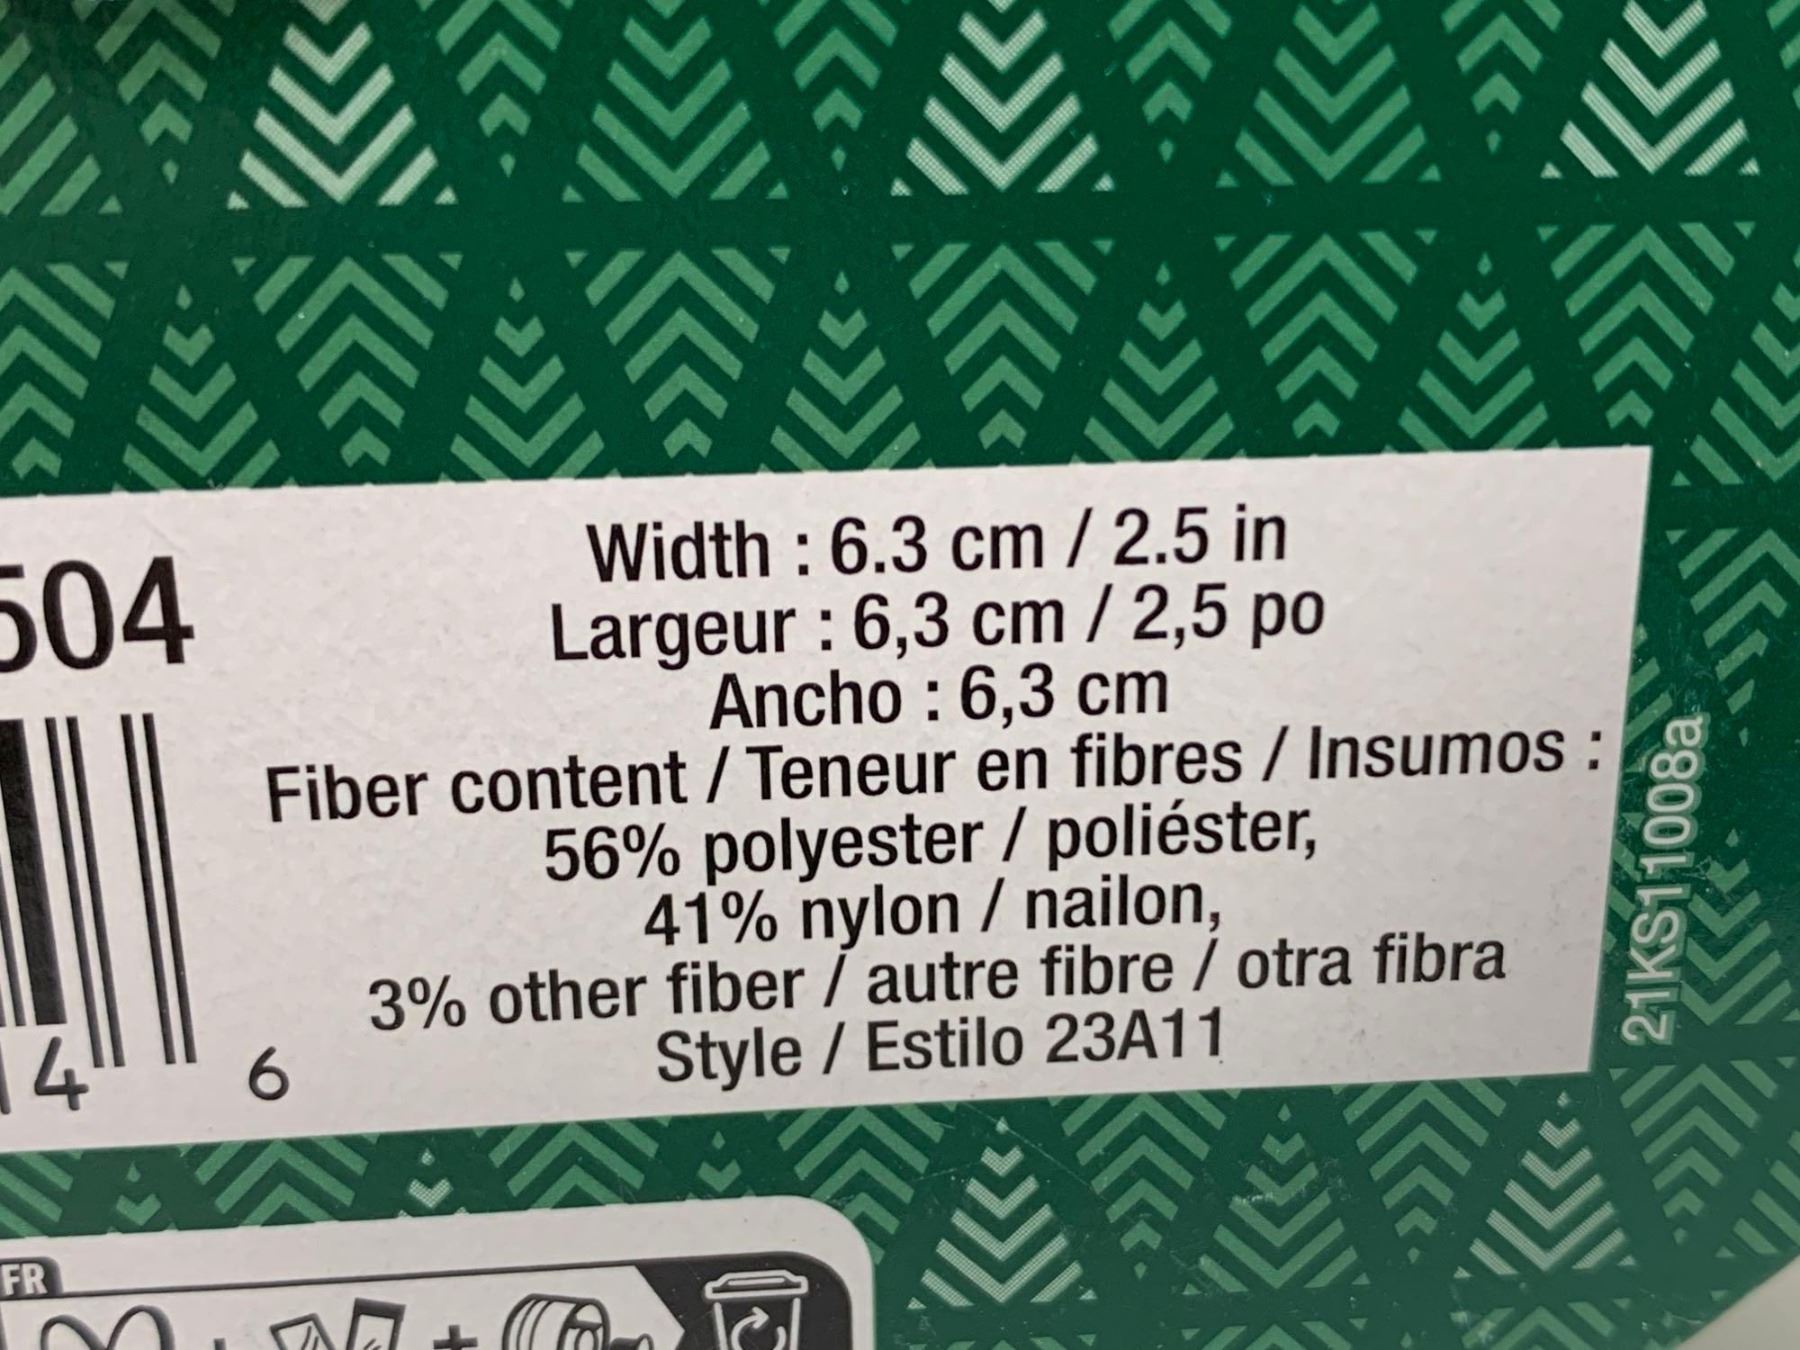 504
4 6
Width : 6.3 cm / 2.5 in
Largeur : 6,3 cm / 2,5 po
Ancho : 6,3 cm
Fiber content / Teneur en fibres / Insumos :
56% polyester / poliéster,
41% nylon / nailon,
3% other fiber / autre fibre / otra fibra
Style / Estilo 23A11
21KS11008a
FR